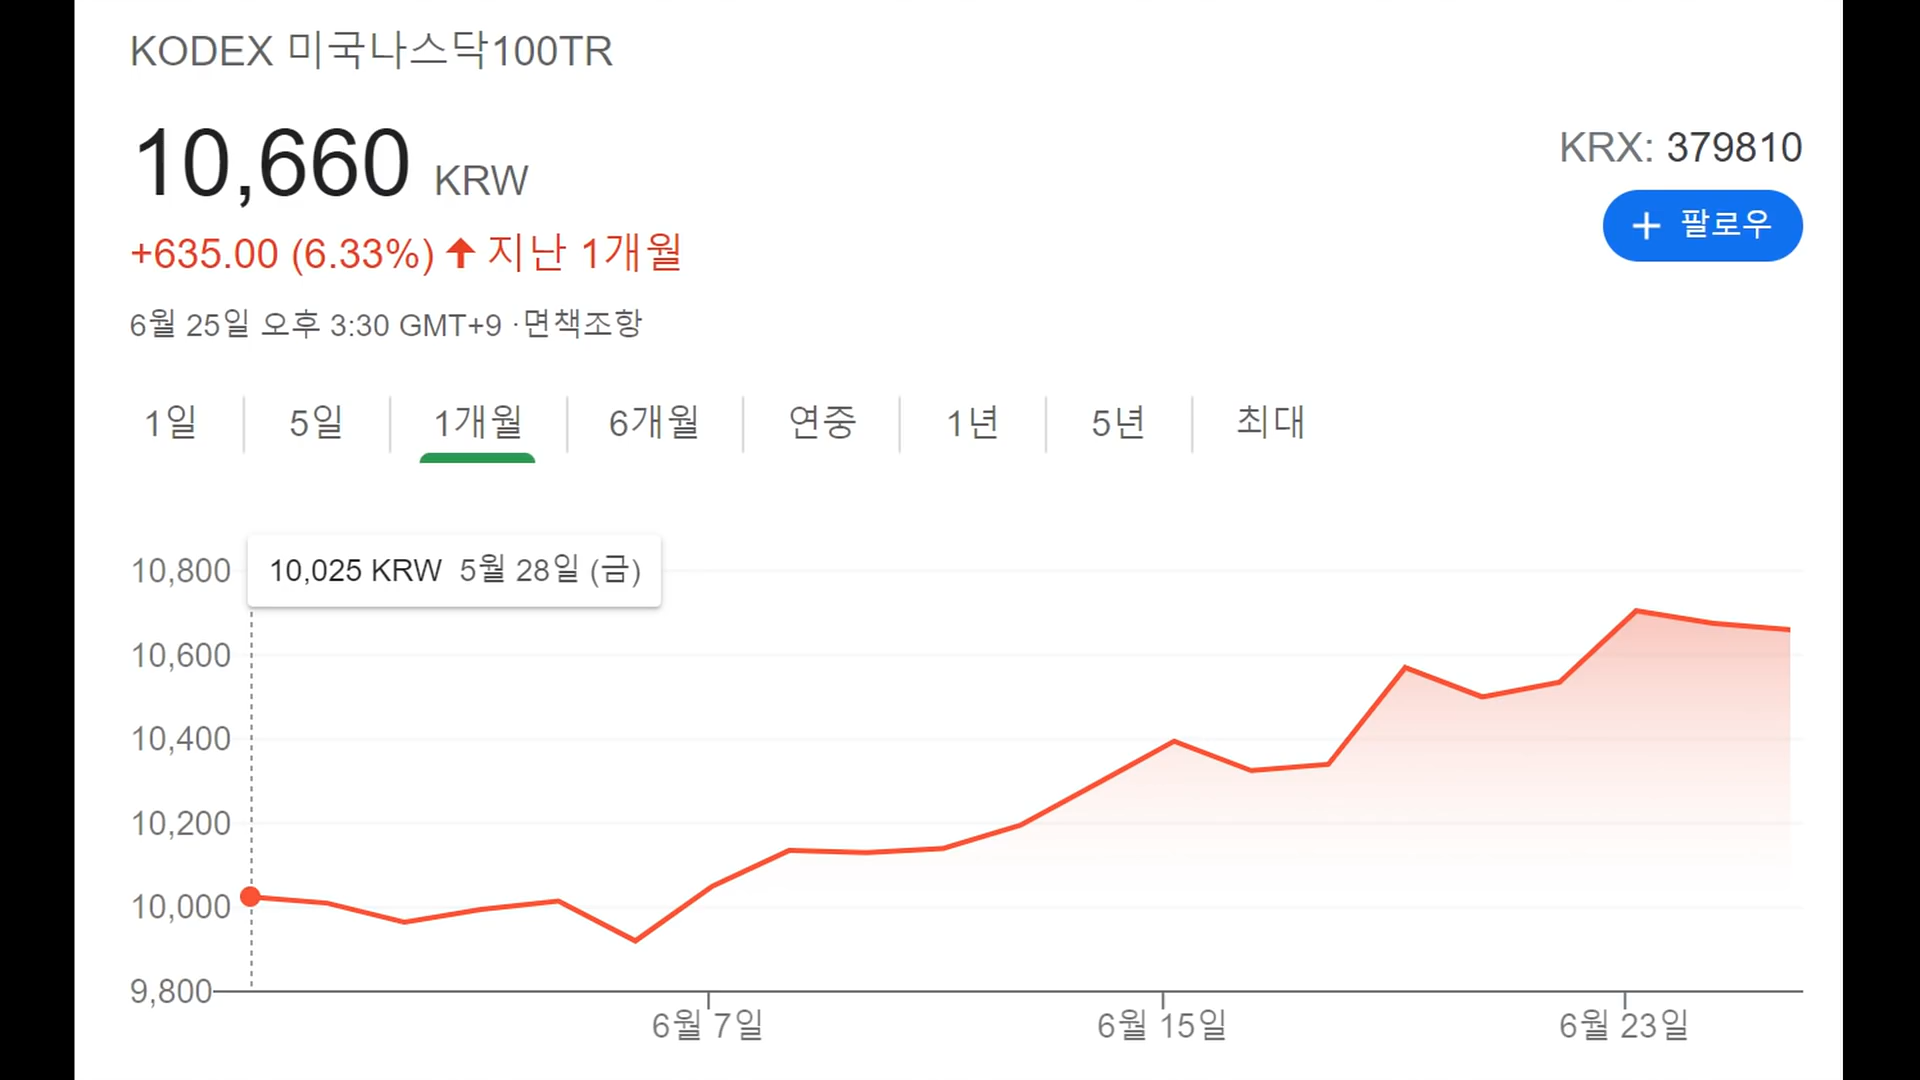 KODEX 미국나스닥100TR
10,660 KRW
KRX: 379810
+ 팔로우
+635.00 (6.33%) ↑ 지난 1개월
6월 25일 오후 3:30 GMT+9 ·면책조항
1일 5일 1개월 6개월 연중 1년 5년 최대
10,025 KRW 5월 28일 (금)
10,800
10,600
10,400
10,200
10,000
9,800
6월 7일 6월 15일 6월 23일